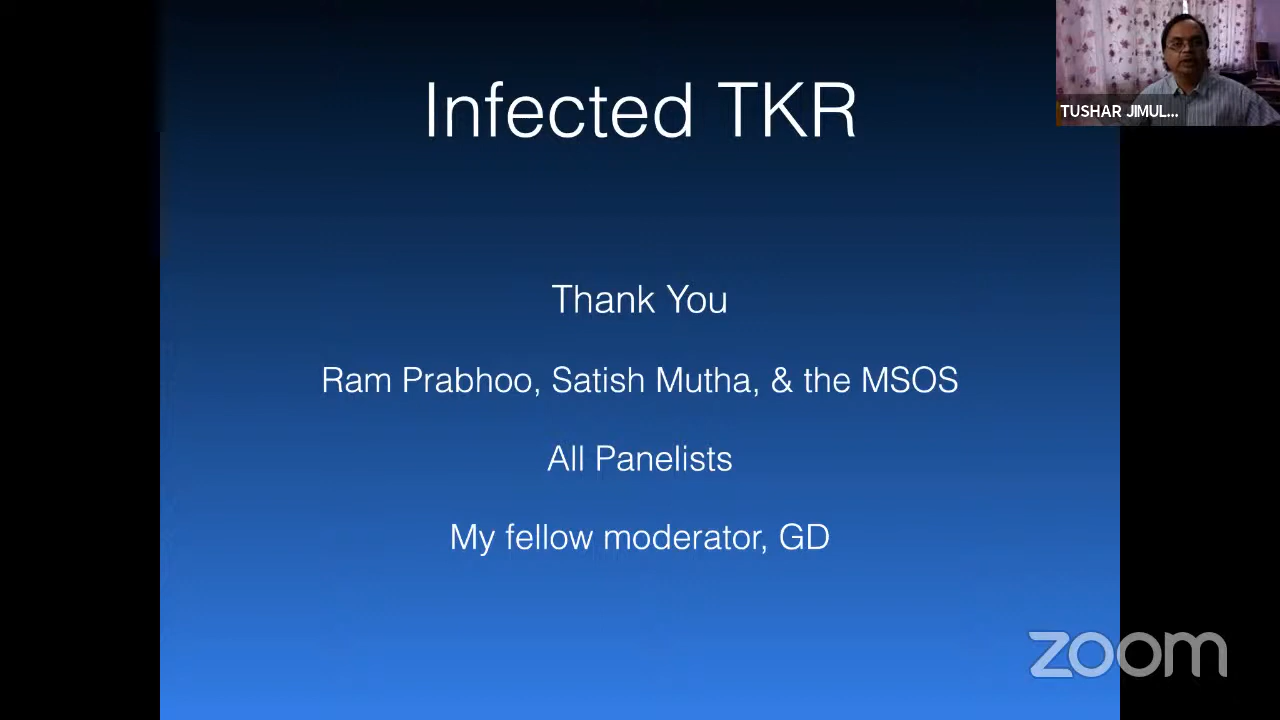 Infected TKR
TUSHAR JIMUL...
Thank You
Ram Prabhoo, Satish Mutha, & the MSOS
All Panelists
My fellow moderator, GD
zoom